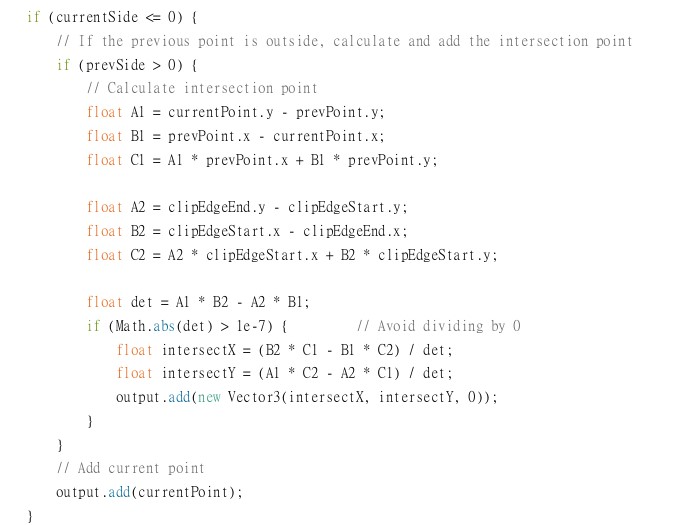 if (currentSide <= 0) {
    // If the previous point is outside, calculate and add the intersection point
    if (prevSide > 0) {
        // Calculate intersection point
        float A1 = currentPoint.y - prevPoint.y;
        float B1 = prevPoint.x - currentPoint.x;
        float C1 = A1 * prevPoint.x + B1 * prevPoint.y;

        float A2 = clipEdgeEnd.y - clipEdgeStart.y;
        float B2 = clipEdgeStart.x - clipEdgeEnd.x;
        float C2 = A2 * clipEdgeStart.x + B2 * clipEdgeStart.y;

        float det = A1 * B2 - A2 * B1;
        if (Math.abs(det) > 1e-7) {        // Avoid dividing by 0
            float intersectX = (B2 * C1 - B1 * C2) / det;
            float intersectY = (A1 * C2 - A2 * C1) / det;
            output.add(new Vector3(intersectX, intersectY, 0));
        }
    }
    // Add current point
    output.add(currentPoint);
}